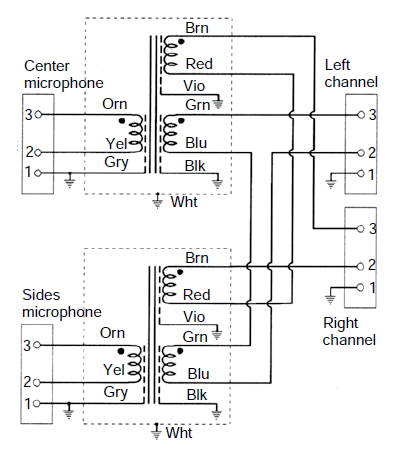 Brn
Center
microphone
Left
channel
Red
Vio
Orn
Grn
3
3
Yel
Blu
2
2
Gry
Blk
1
1
Wht
3
Brn
2
Sides
microphone
Red
1
Vio
Right
channel
Orn
Grn
3
Yel
Blu
2
Gry
Blk
1
Wht